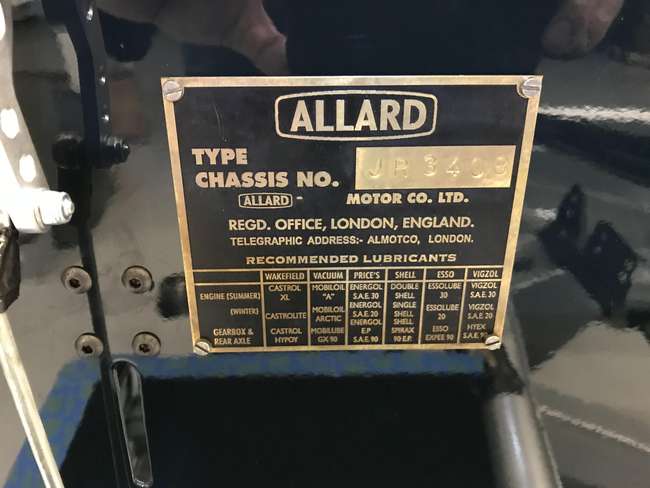 ALLARD
TYPE
CHASSIS NO. JR 3409
ALLARD - MOTOR CO. LTD.
REGD. OFFICE, LONDON, ENGLAND.
TELEGRAPHIC ADDRESS:- ALMOTCO, LONDON.
RECOMMENDED LUBRICANTS
WAKEFIELD VACUUM PRICE'S SHELL ESSO VIGZOL
ENGINE (SUMMER) CASTROL XL MOBILOIL "A" ENERGOL S.A.E. 30 DOUBLE SHELL ESSOLUBE 30 VIGZOL S.A.E. 30
(WINTER) CASTROLITE MOBILOIL ARCTIC ENERGOL S.A.E. 20 SINGLE SHELL ESSOLUBE 20 VIGZOL S.A.E. 20
GEARBOX & REAR AXLE CASTROL HYPOY MOBILUBE GX 90 ENERGOL E.P. S.A.E. 90 SHELL SPIRAX 90 E.P. ESSO EXPEE 90 HYEX S.A.E. 90